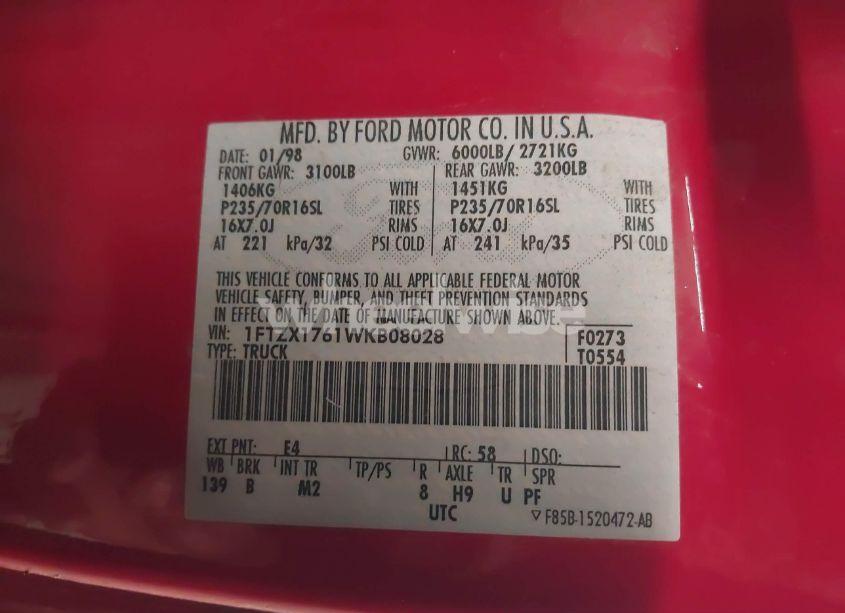 MFD. BY FORD MOTOR CO. IN U.S.A.
DATE: 01/98 GVWR: 6000LB/ 2721KG
FRONT GAWR: 3100LB REAR GAWR: 3200LB
1406KG WITH 1451KG WITH
P235/70R16SL TIRES P235/70R16SL TIRES
16X7.0J RIMS 16X7.0J RIMS
AT 221 kPa/32 PSI COLD AT 241 kPa/35 PSI COLD
THIS VEHICLE CONFORMS TO ALL APPLICABLE FEDERAL MOTOR
VEHICLE SAFETY, BUMPER, AND THEFT PREVENTION STANDARDS
IN EFFECT ON THE DATE OF MANUFACTURE SHOWN ABOVE.
VIN: 1FTZX1761WKB08028 F0273
TYPE: TRUCK T0554
EXT PNT: E4 RC: 58 DSO:
WB BRK INT TR TP/PS R AXLE TR SPR
139 B M2 8 H9 U PF
UTC ▽ F85B-1520472-AB